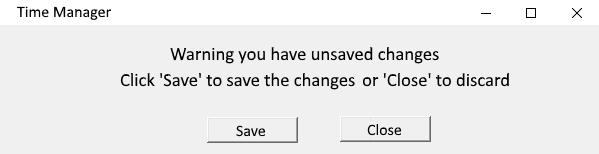 Time Manager
Warning you have unsaved changes
Click 'Save' to save the changes or 'Close' to discard
Save
Close